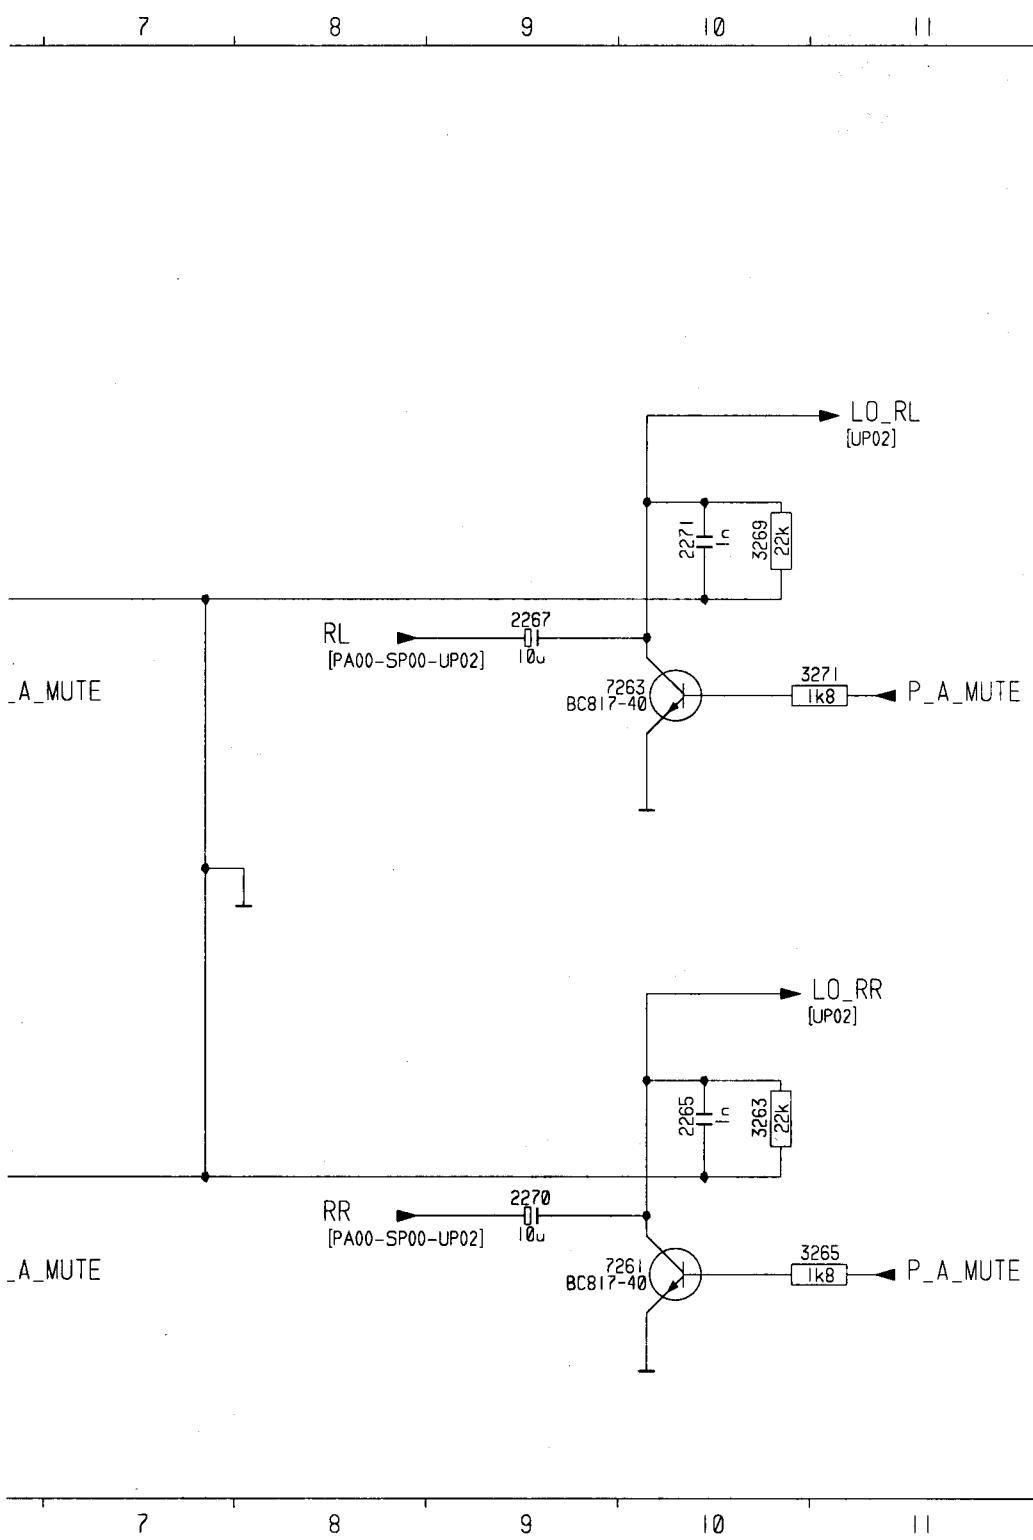 7 8 9 10 11
LO_RL
[UP02]
2271
1n
3269
22k
2267
RL
10u
[PA00-SP00-UP02]
3271
_A_MUTE
7263
1k8
P_A_MUTE
BC817-40
LO_RR
[UP02]
2265
1n
3263
22k
2270
RR
10u
[PA00-SP00-UP02]
3265
_A_MUTE
7261
1k8
P_A_MUTE
BC817-40
7 8 9 10 11